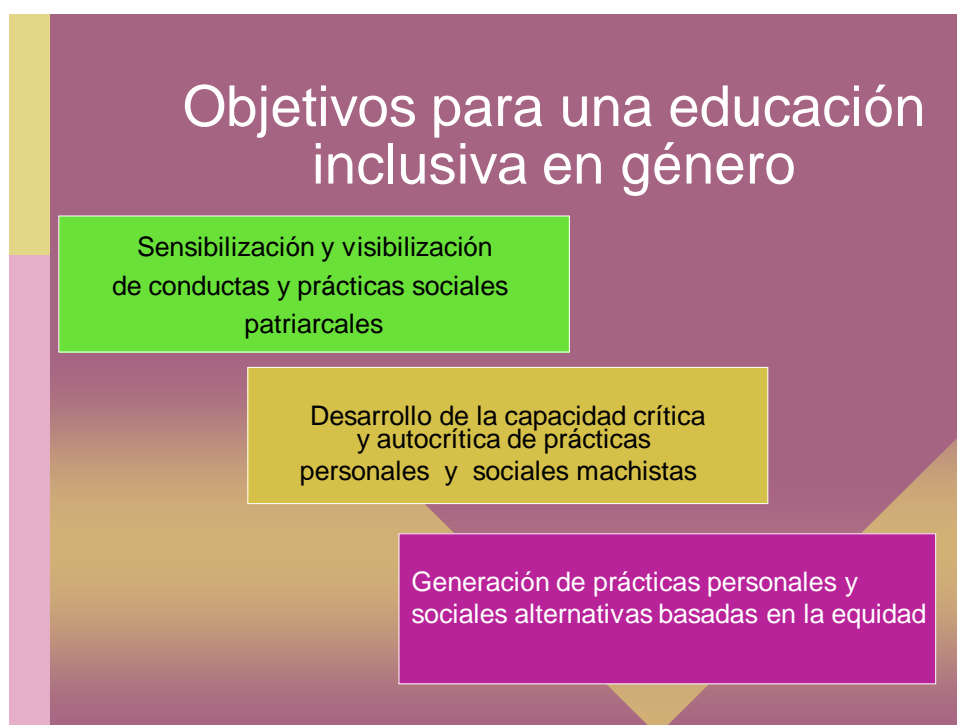 Objetivos para una educación
inclusiva en género
Sensibilización y visibilización
de conductas y prácticas sociales
patriarcales
Desarrollo de la capacidad crítica
y autocrítica de prácticas
personales y sociales machistas
Generación de prácticas personales y
sociales alternativas basadas en la equidad